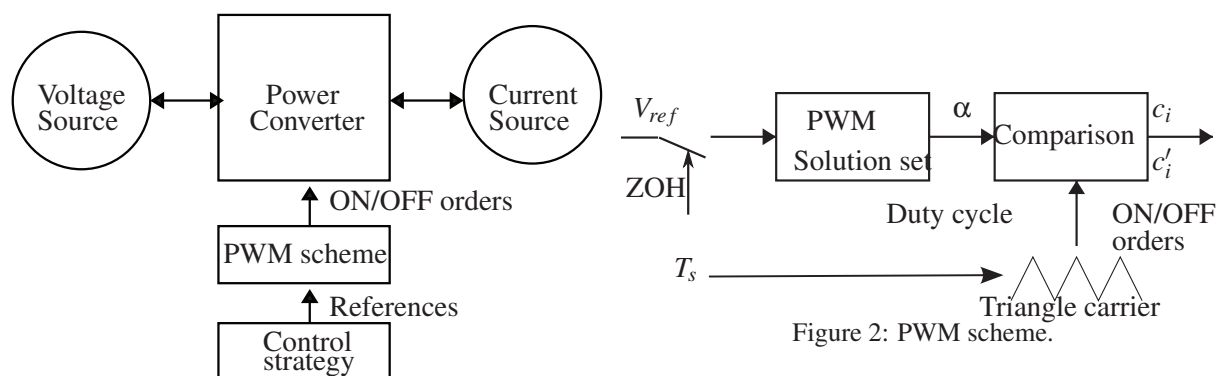 Voltage
Source
Power
Converter
Current
Source
ON/OFF orders
PWM scheme
References
Control
strategy
V_ref
ZOH
PWM
Solution set
α
Comparison
c_i
c'_i
Duty cycle
ON/OFF
orders
T_s
Triangle carrier
Figure 2: PWM scheme.